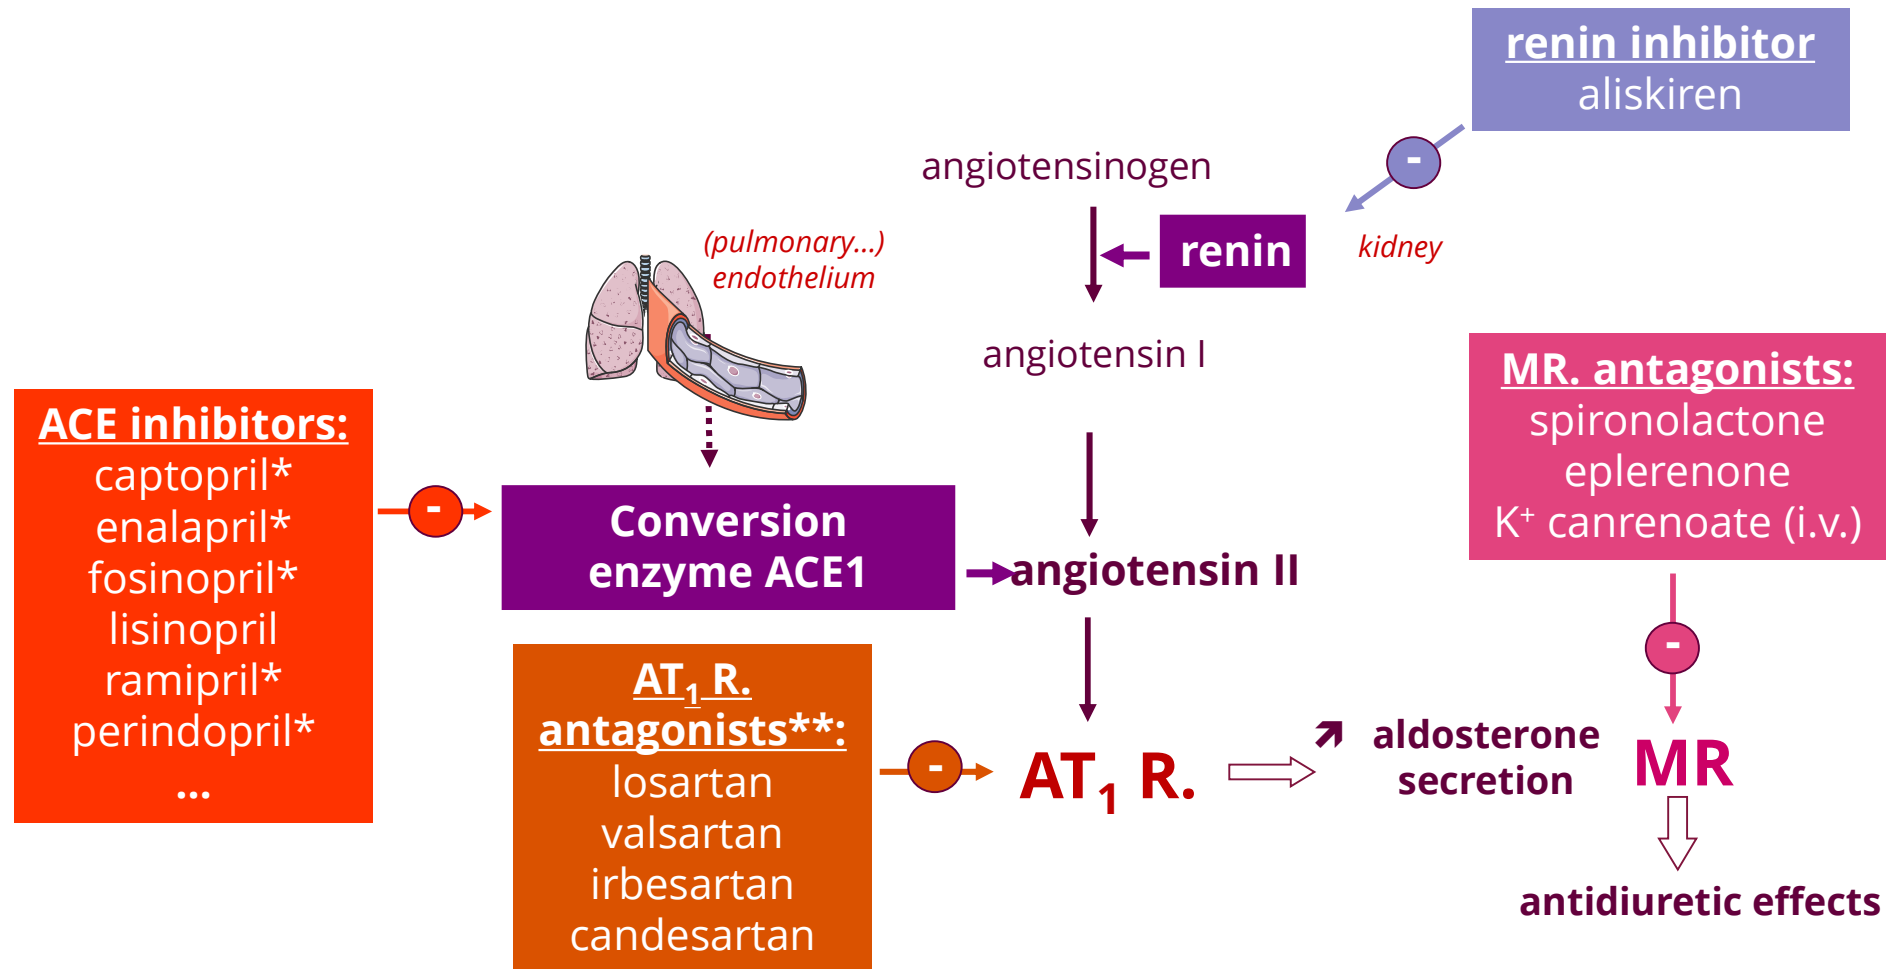 renin inhibitor
aliskiren
-
angiotensinogen
renin
kidney
(pulmonary...)
endothelium
angiotensin I
MR. antagonists:
spironolactone
eplerenone
K⁺ canrenoate (i.v.)
ACE inhibitors:
captopril*
enalapril*
fosinopril*
lisinopril
ramipril*
perindopril*
...
-
Conversion
enzyme ACE1
angiotensin II
-
AT₁ R.
antagonists**:
losartan
valsartan
irbesartan
candesartan
-
AT₁ R.
aldosterone
secretion
MR
antidiuretic effects